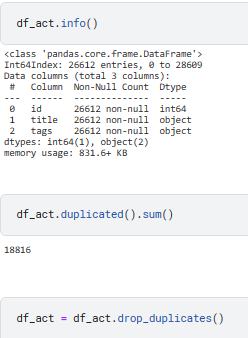 df_act.info()
<class 'pandas.core.frame.DataFrame'>
Int64Index: 26612 entries, 0 to 28609
Data columns (total 3 columns):
 #   Column  Non-Null Count  Dtype
---  ------  --------------  -----
 0   id      26612 non-null  int64
 1   title   26612 non-null  object
 2   tags    26612 non-null  object
dtypes: int64(1), object(2)
memory usage: 831.6+ KB
df_act.duplicated().sum()
18816
df_act = df_act.drop_duplicates()